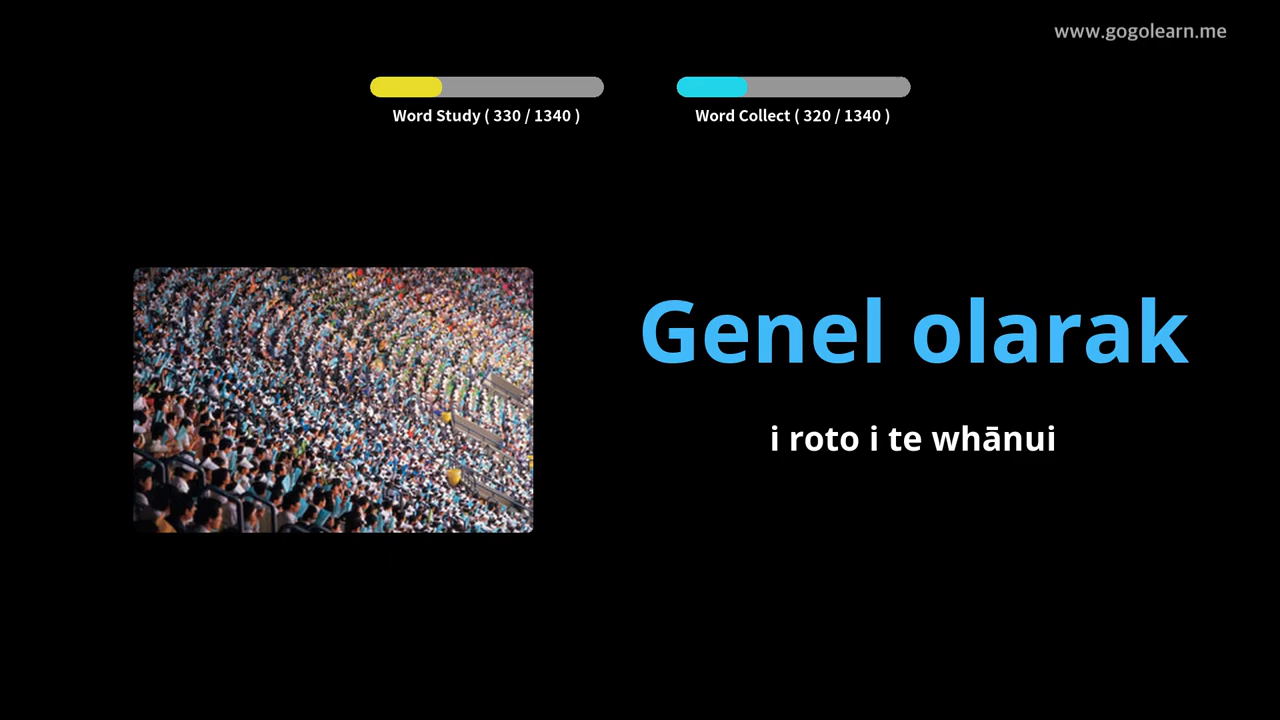 www.gogolearn.me
Word Study ( 330 / 1340 )
Word Collect ( 320 / 1340 )
Genel olarak
i roto i te whānui